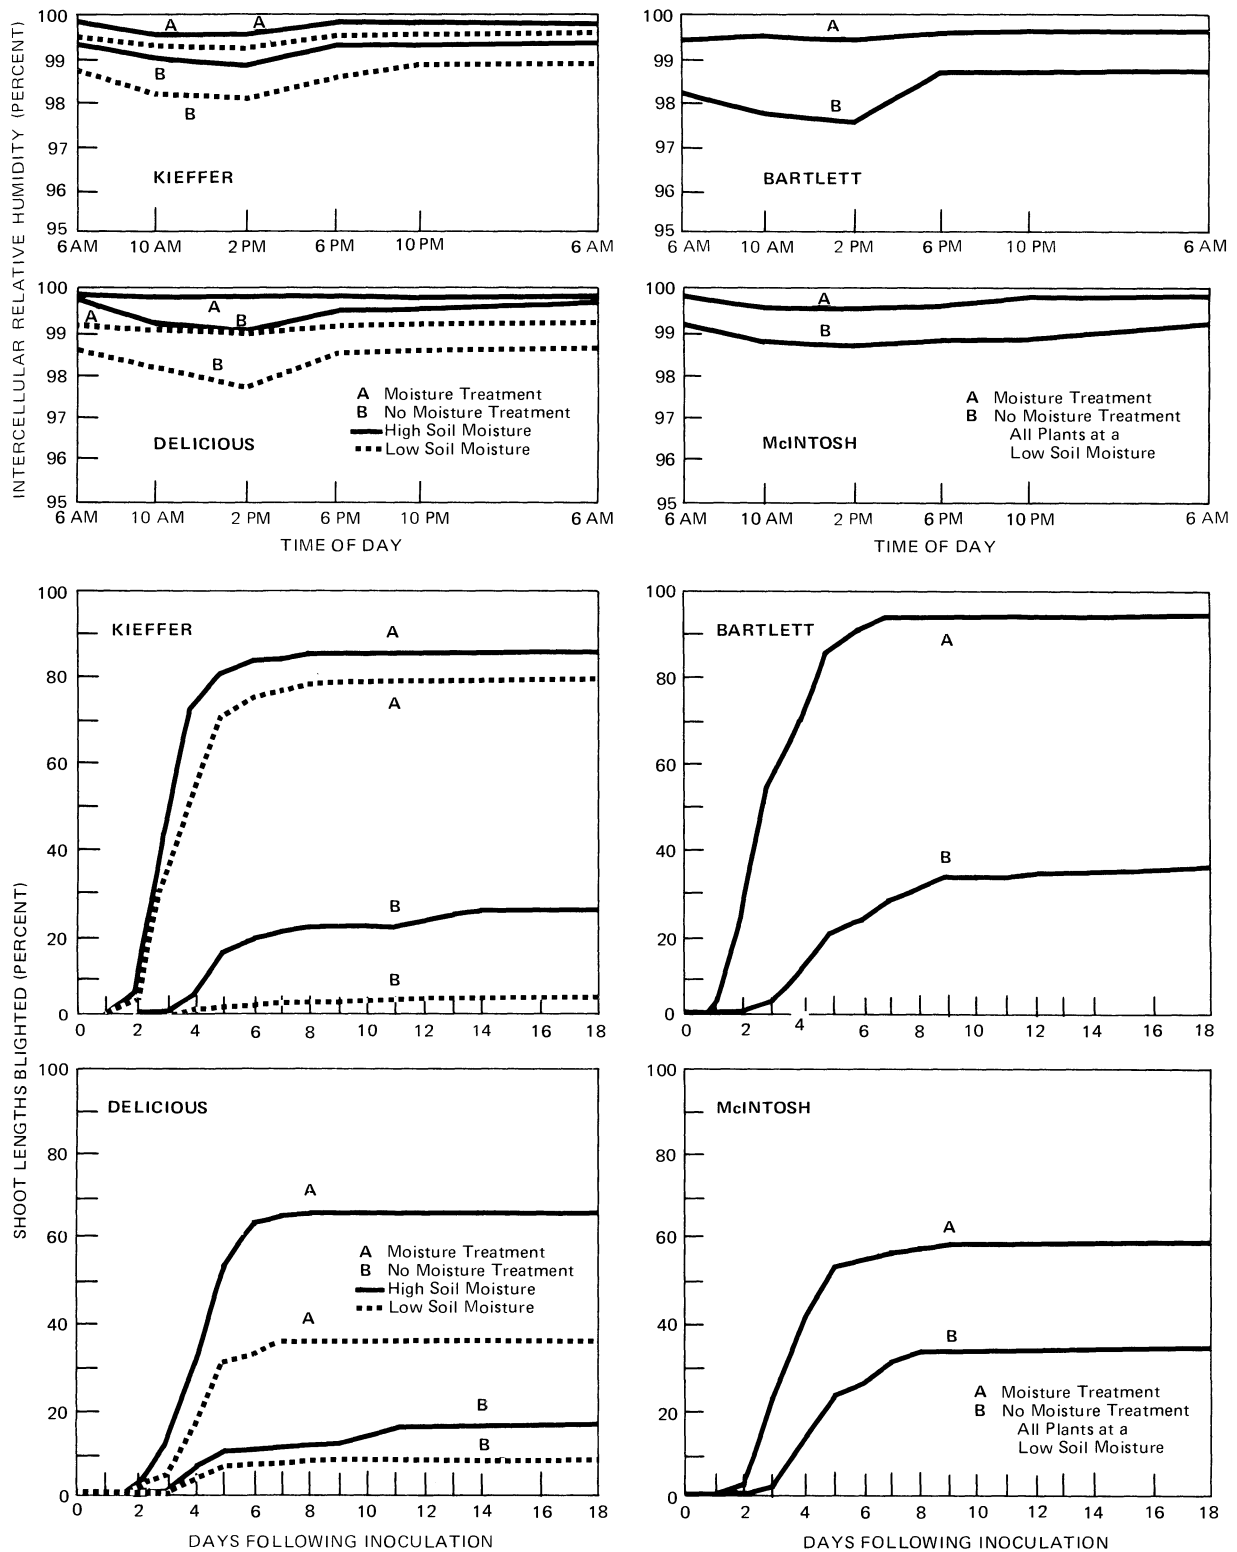 INTERCELLULAR RELATIVE HUMIDITY (PERCENT)
100
99
98
97
96
95
A
A
B
B
KIEFFER
6 AM 10 AM 2 PM 6 PM 10 PM 6 AM
100
99
98
97
96
95
A
B
BARTLETT
6 AM 10 AM 2 PM 6 PM 10 PM 6 AM
100
99
98
97
96
95
A
A
B
B
A Moisture Treatment
B No Moisture Treatment
High Soil Moisture
Low Soil Moisture
DELICIOUS
6 AM 10 AM 2 PM 6 PM 10 PM 6 AM
TIME OF DAY
100
99
98
97
96
95
A
B
A Moisture Treatment
B No Moisture Treatment
All Plants at a
Low Soil Moisture
McINTOSH
6 AM 10 AM 2 PM 6 PM 10 PM 6 AM
TIME OF DAY
SHOOT LENGTHS BLIGHTED (PERCENT)
100
80
60
40
20
0
KIEFFER
A
A
B
B
0 2 4 6 8 10 12 14 16 18
100
80
60
40
20
0
BARTLETT
A
B
0 2 4 6 8 10 12 14 16 18
100
80
60
40
20
0
DELICIOUS
A
A Moisture Treatment
B No Moisture Treatment
High Soil Moisture
Low Soil Moisture
A
B
B
0 2 4 6 8 10 12 14 16 18
DAYS FOLLOWING INOCULATION
100
80
60
40
20
0
McINTOSH
A
B
A Moisture Treatment
B No Moisture Treatment
All Plants at a
Low Soil Moisture
0 2 4 6 8 10 12 14 16 18
DAYS FOLLOWING INOCULATION